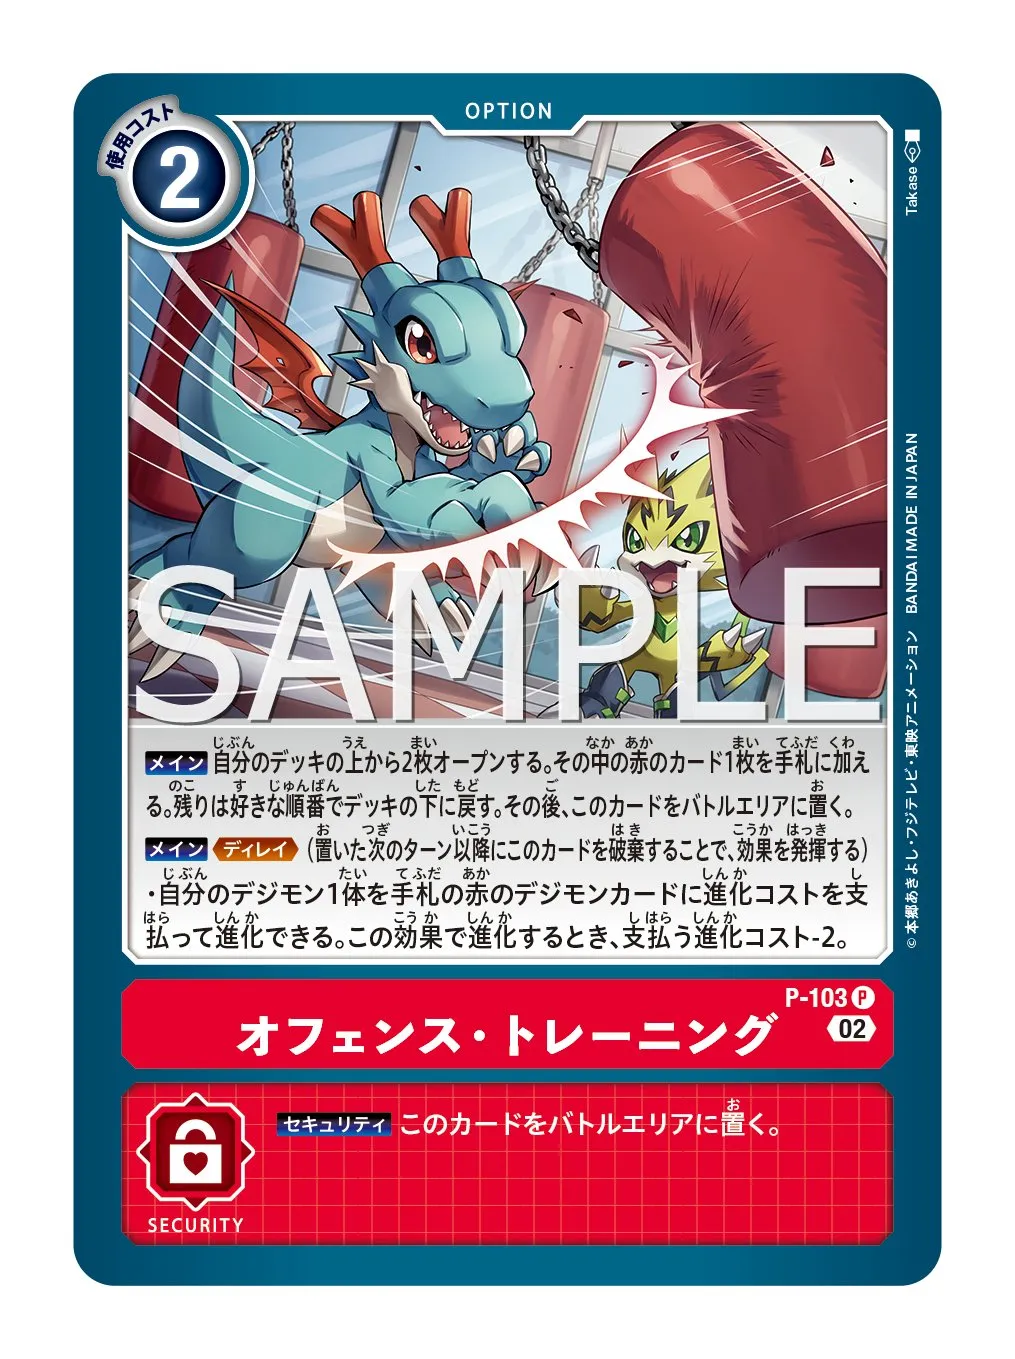 OPTION
使用コスト
2
Takase
SAMPLE
メイン 自分のデッキの上から2枚オープンする。その中の赤のカード1枚を手札に加え
る。残りは好きな順番でデッキの下に戻す。その後、このカードをバトルエリアに置く。
メイン ディレイ (置いた次のターン以降にこのカードを破棄することで、効果を発揮する)
・自分のデジモン1体を手札の赤のデジモンカードに進化コストを支
払って進化できる。この効果で進化するとき、支払う進化コスト-2。
©本郷あきよし・フジテレビ・東映アニメーション BANDAI MADE IN JAPAN
P-103 P
オフェンス・トレーニング
02
セキュリティ このカードをバトルエリアに置く。
SECURITY